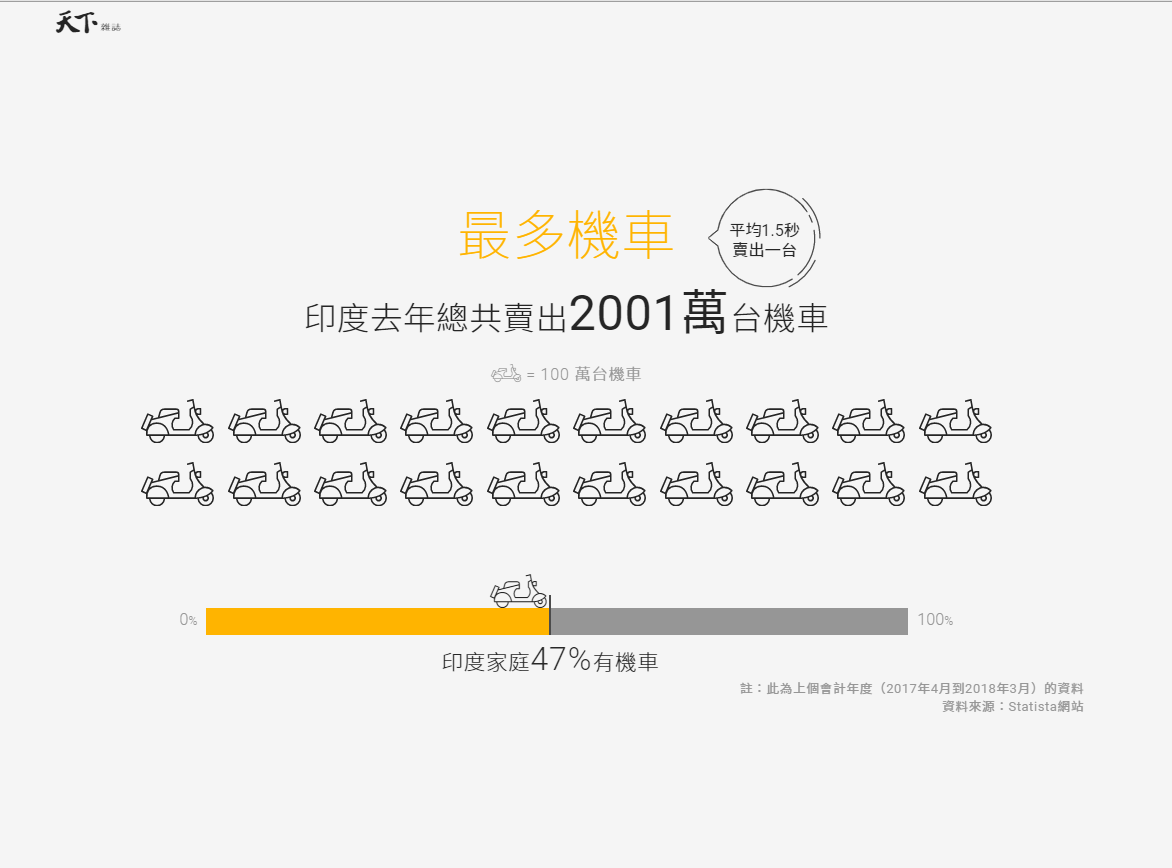 天下雜誌
最多機車
平均1.5秒
賣出一台
印度去年總共賣出2001萬台機車
= 100 萬台機車
0%
100%
印度家庭47%有機車
註：此為上個會計年度（2017年4月到2018年3月）的資料
資料來源：Statista網站